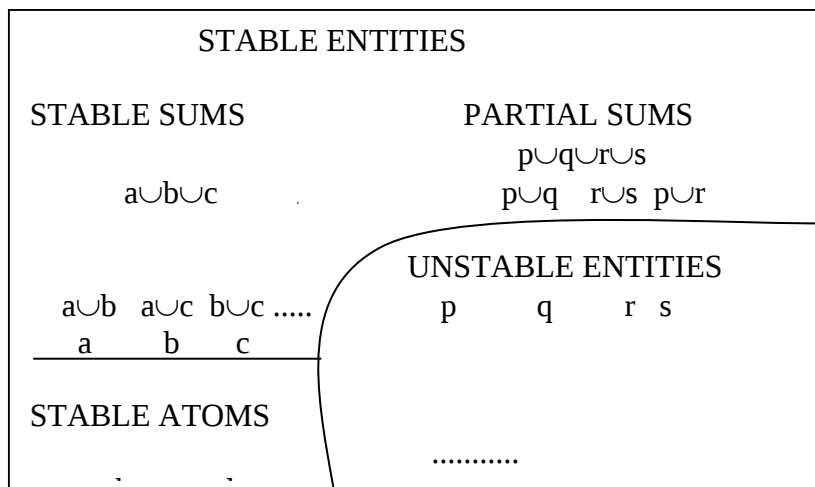 STABLE ENTITIES
STABLE SUMS PARTIAL SUMS
p∪q∪r∪s
a∪b∪c p∪q r∪s p∪r
UNSTABLE ENTITIES
a∪b a∪c b∪c ..... p q r s
a b c
STABLE ATOMS
...........